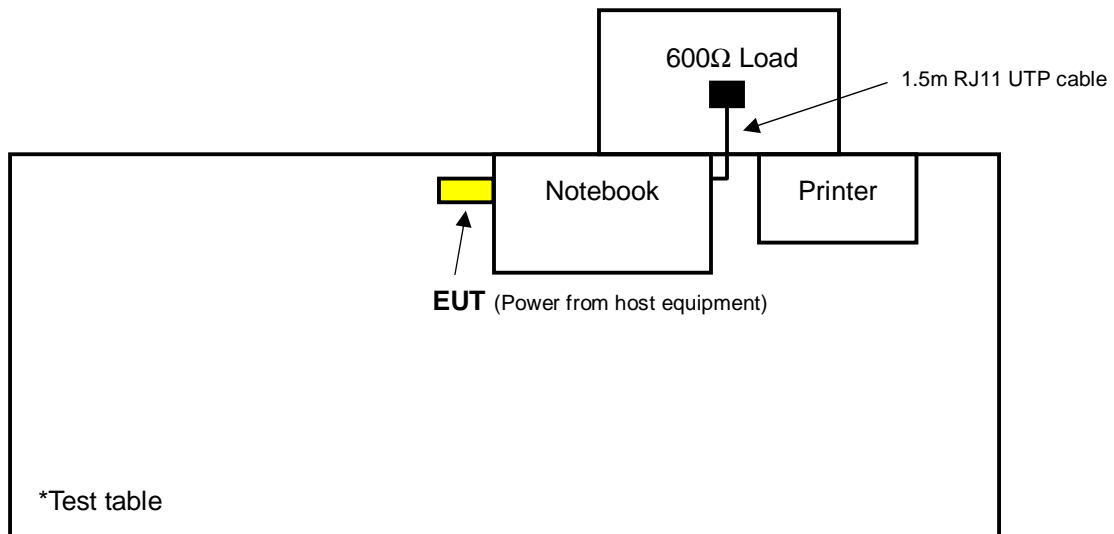 600Ω Load
1.5m RJ11 UTP cable
Notebook
Printer
EUT (Power from host equipment)
*Test table